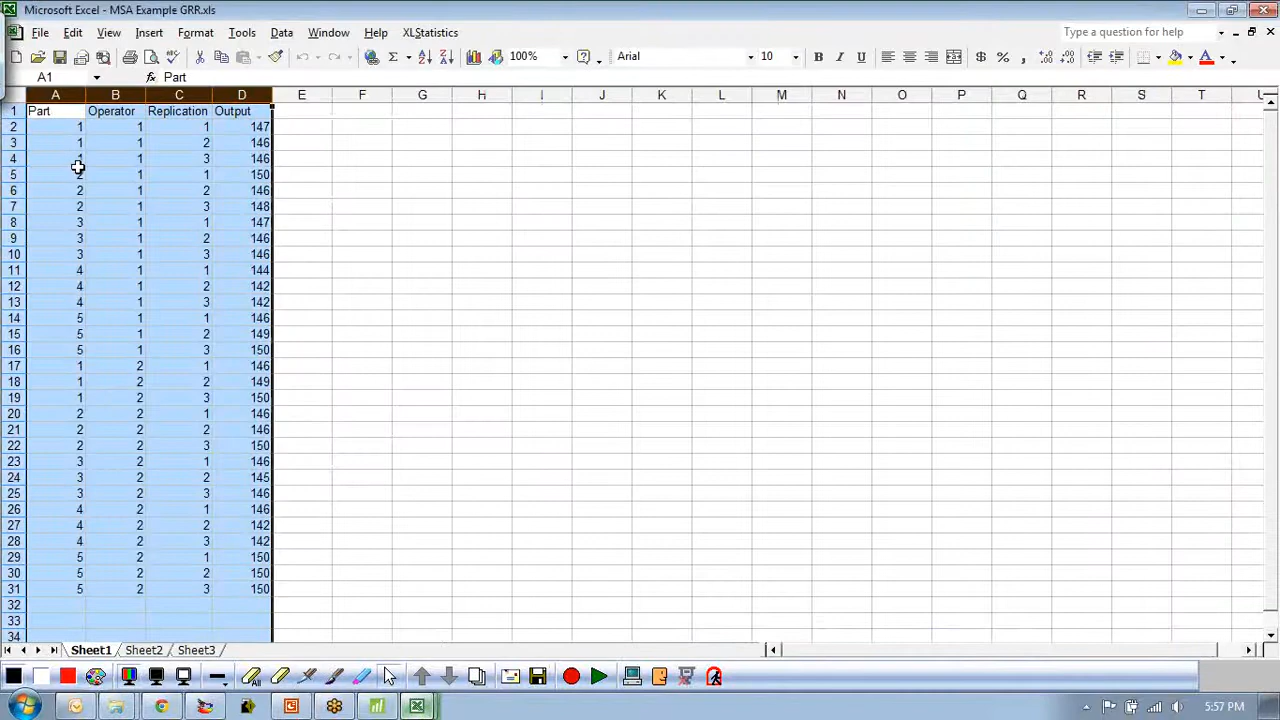 Microsoft Excel - MSA Example GRR.xls
File Edit View Insert Format Tools Data Window Help XLStatistics Type a question for help
100% Arial 10 B I U $ % ,
A1 fx Part
A B C D E F G H I J K L M N O P Q R S T U
1 Part Operator Replication Output
2 1 1 1 147
3 1 1 2 146
4 1 1 3 146
5 2 1 1 150
6 2 1 2 146
7 2 1 3 148
8 3 1 1 147
9 3 1 2 146
10 3 1 3 146
11 4 1 1 144
12 4 1 2 142
13 4 1 3 142
14 5 1 1 146
15 5 1 2 149
16 5 1 3 150
17 1 2 1 146
18 1 2 2 149
19 1 2 3 150
20 2 2 1 146
21 2 2 2 146
22 2 2 3 150
23 3 2 1 146
24 3 2 2 145
25 3 2 3 146
26 4 2 1 146
27 4 2 2 142
28 4 2 3 142
29 5 2 1 150
30 5 2 2 150
31 5 2 3 150
32
33
34
Sheet1 Sheet2 Sheet3
All
5:57 PM